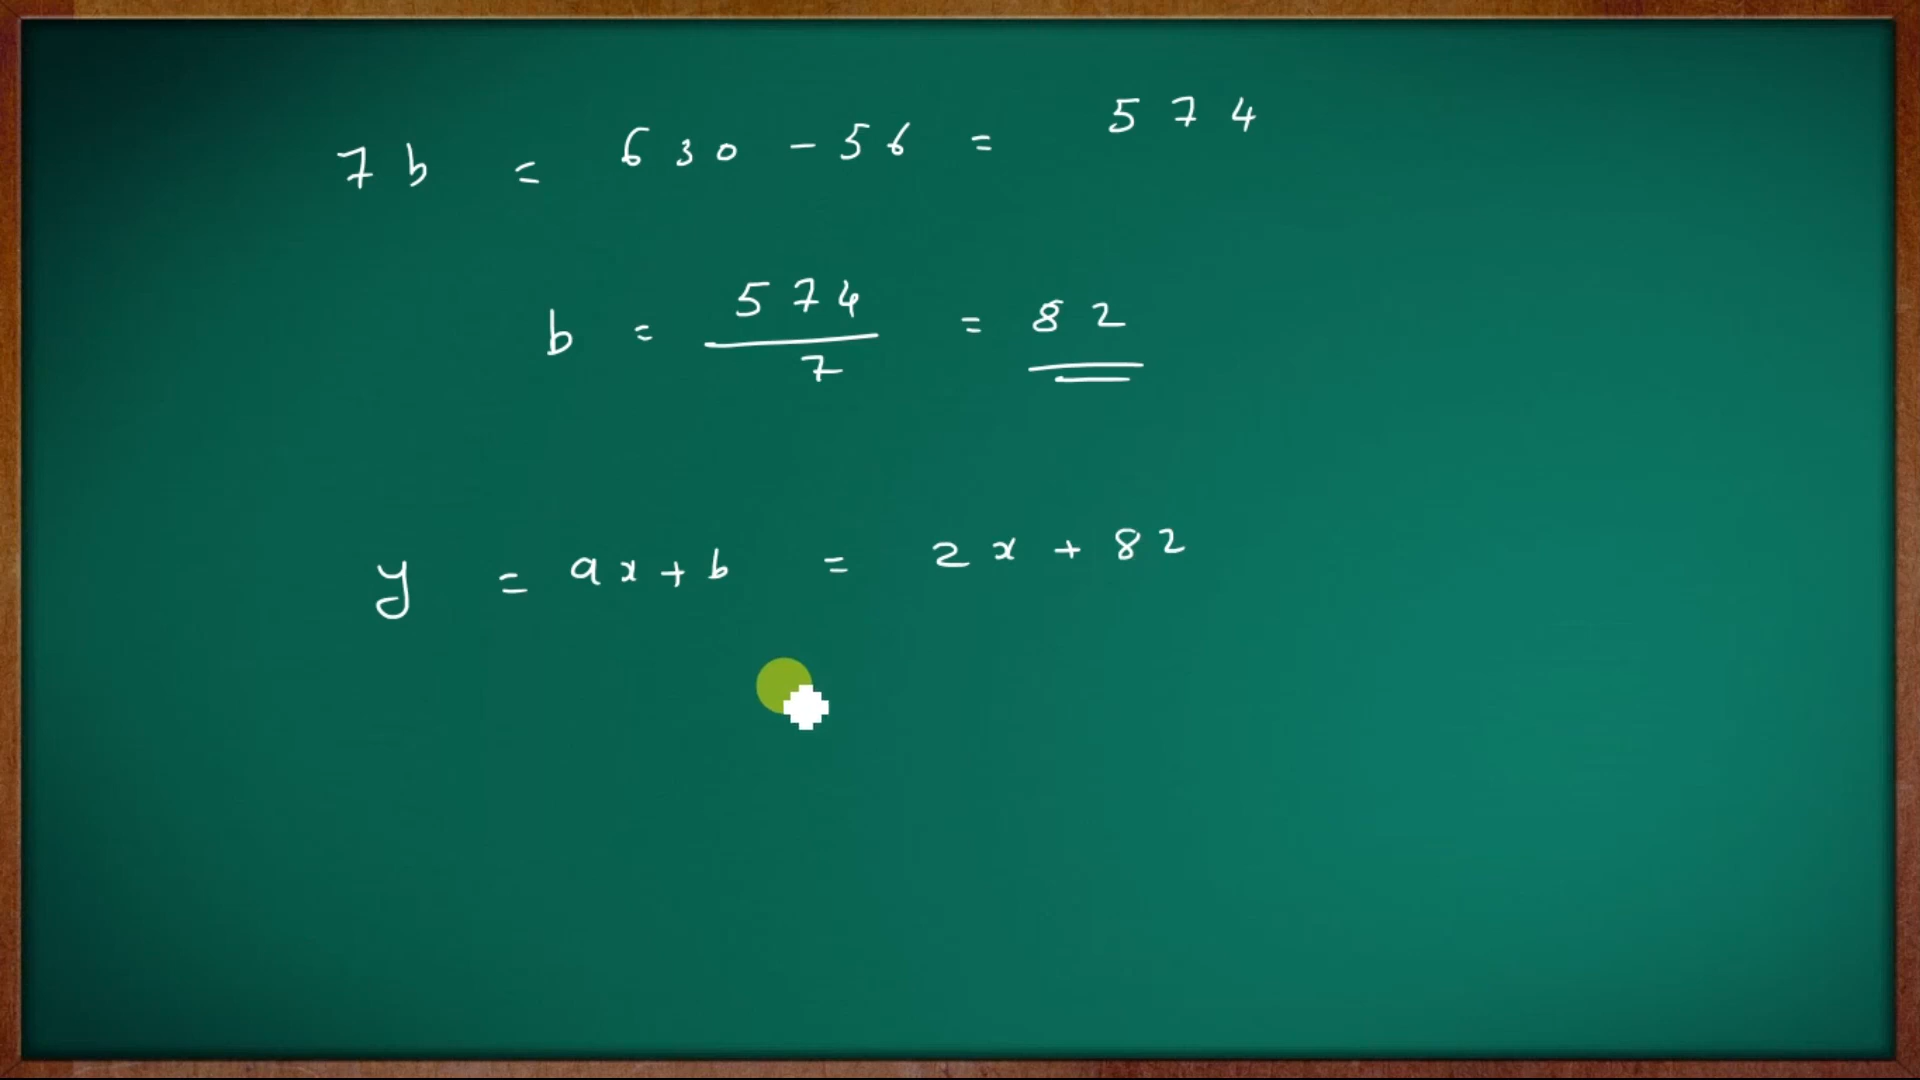 7b = 630 - 56 = 574
b = 574/7 = 82
y = ax + b = 2x + 82